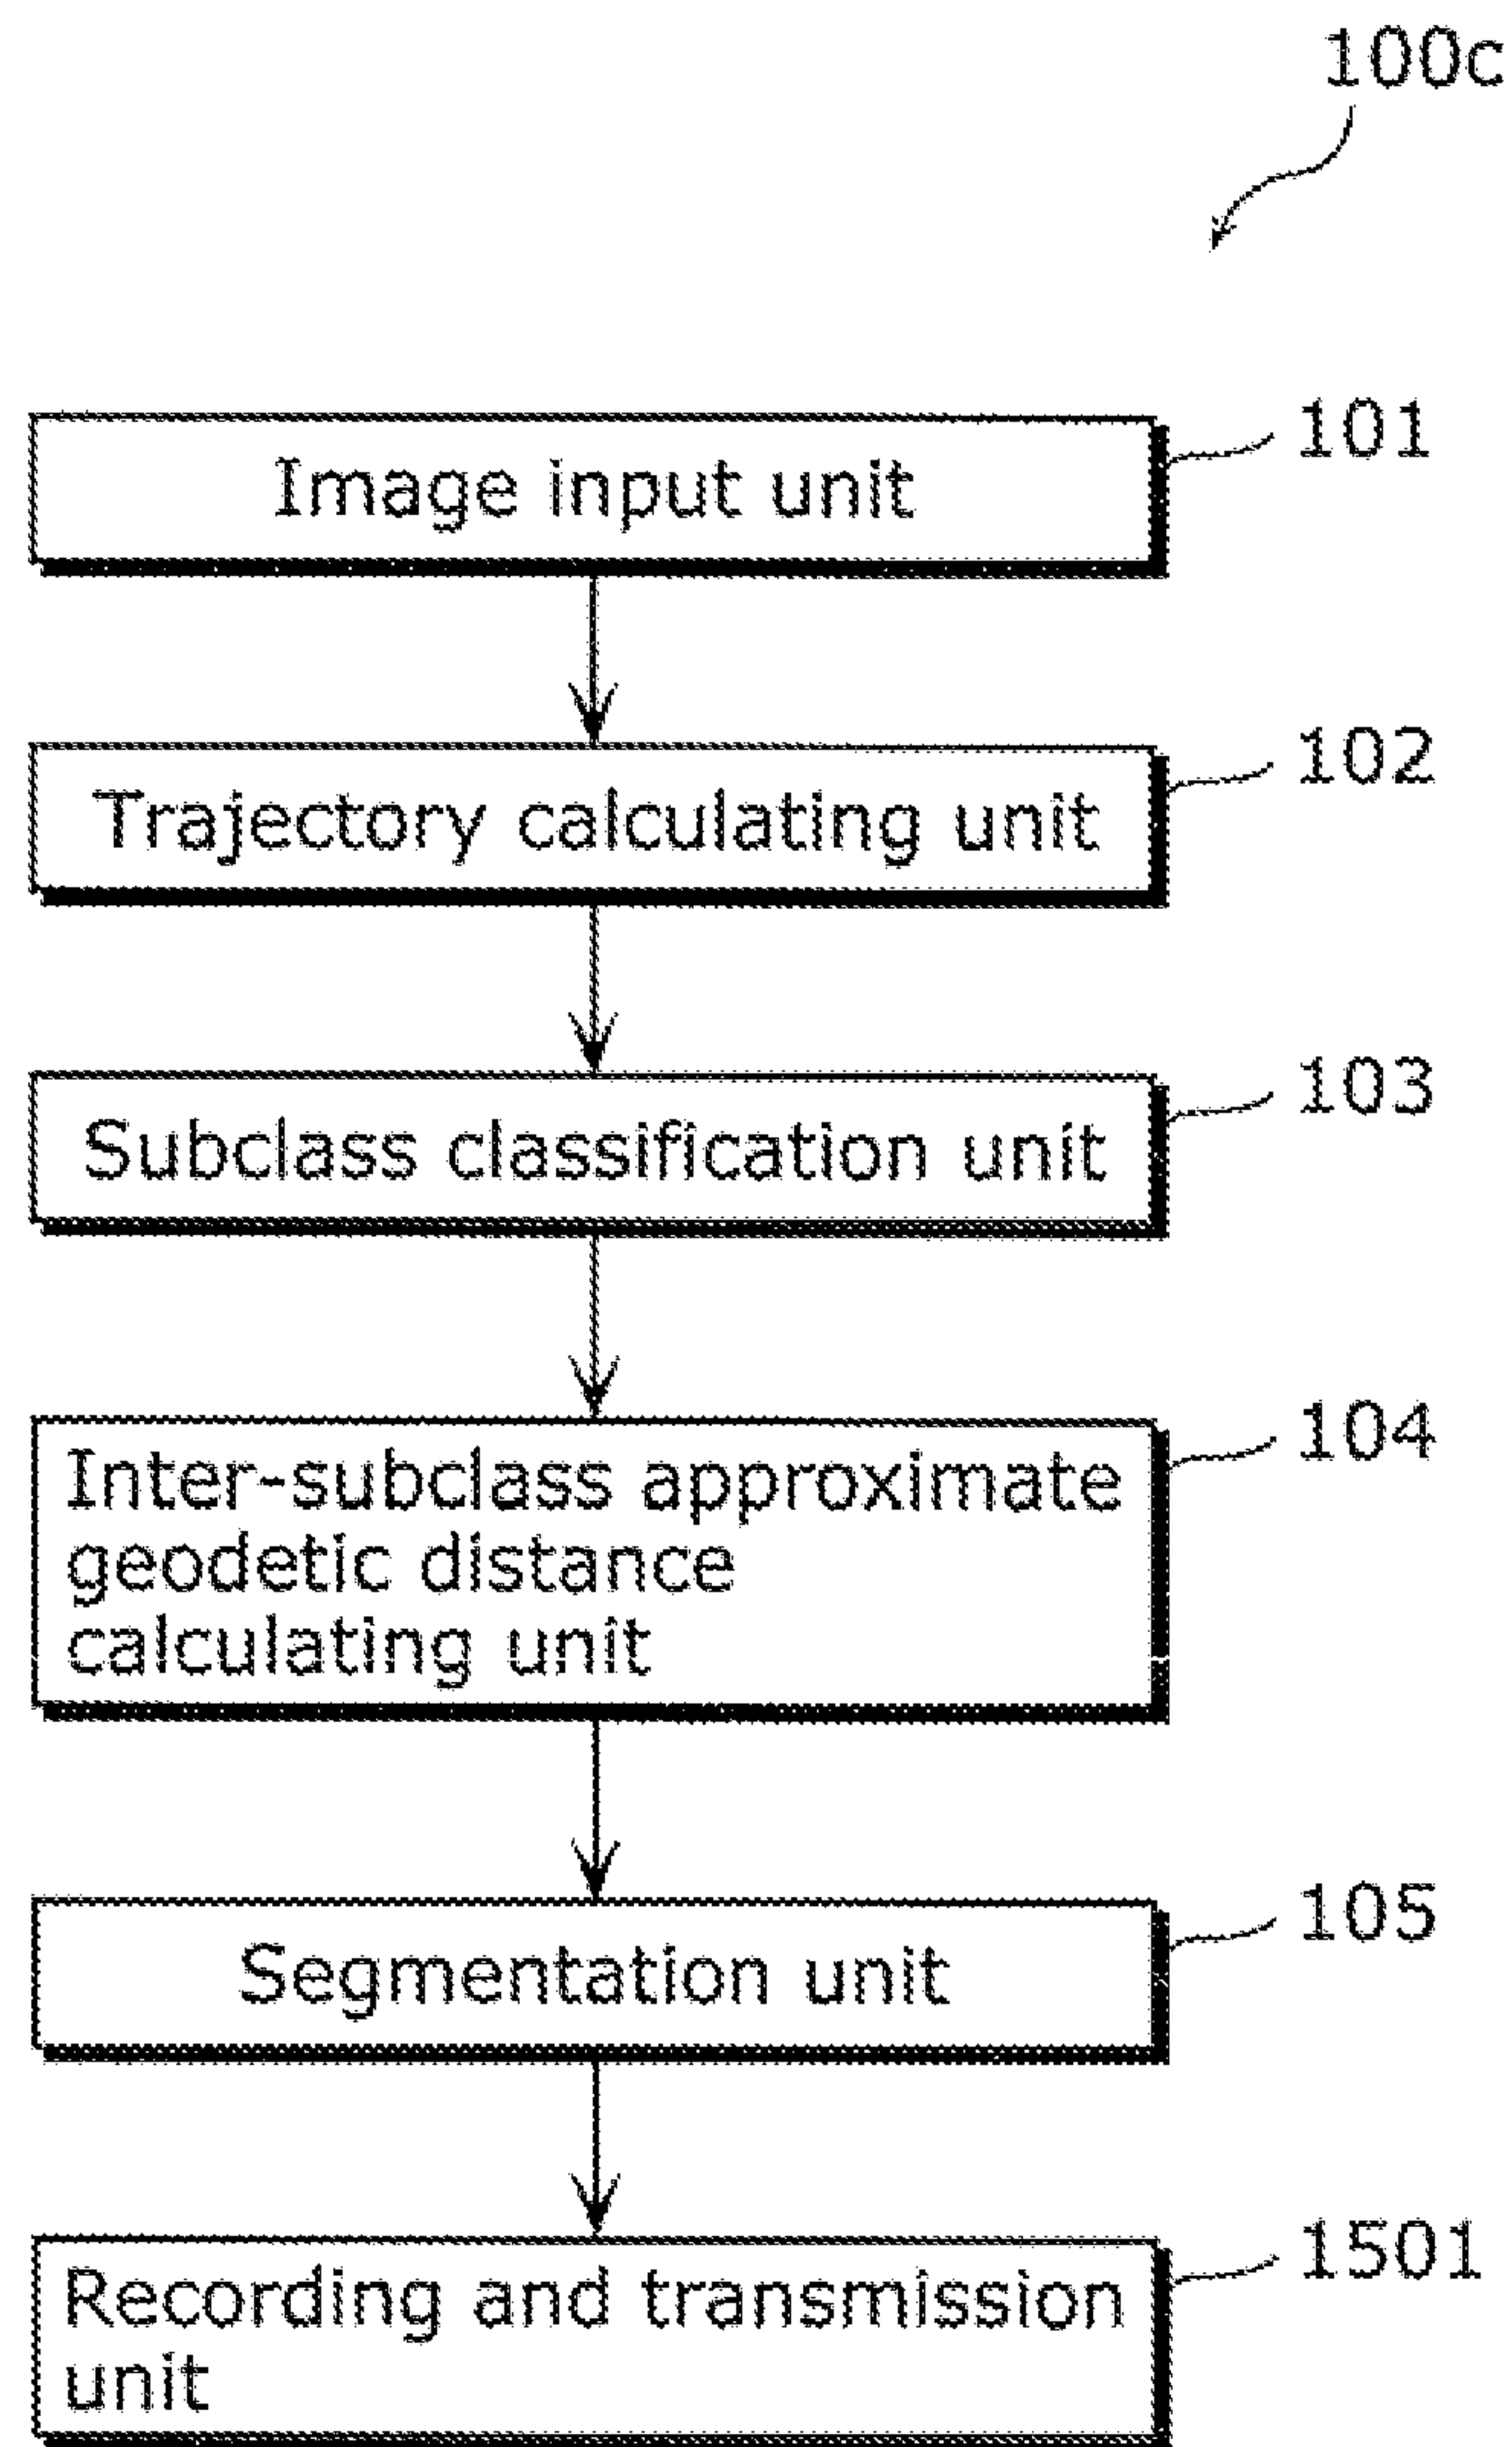 100c
101
Image input unit
102
Trajectory calculating unit
103
Subclass classification unit
104
Inter-subclass approximate
geodetic distance
calculating unit
105
Segmentation unit
1501
Recording and transmission
unit